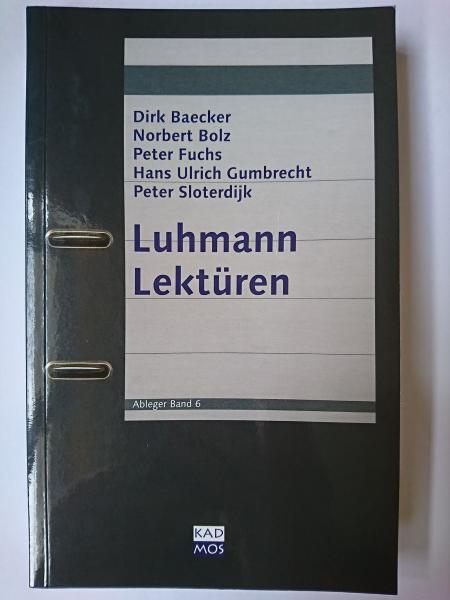 Dirk Baecker
Norbert Bolz
Peter Fuchs
Hans Ulrich Gumbrecht
Peter Sloterdijk
Luhmann
Lektüren
Ableger Band 6
KAD
MOS